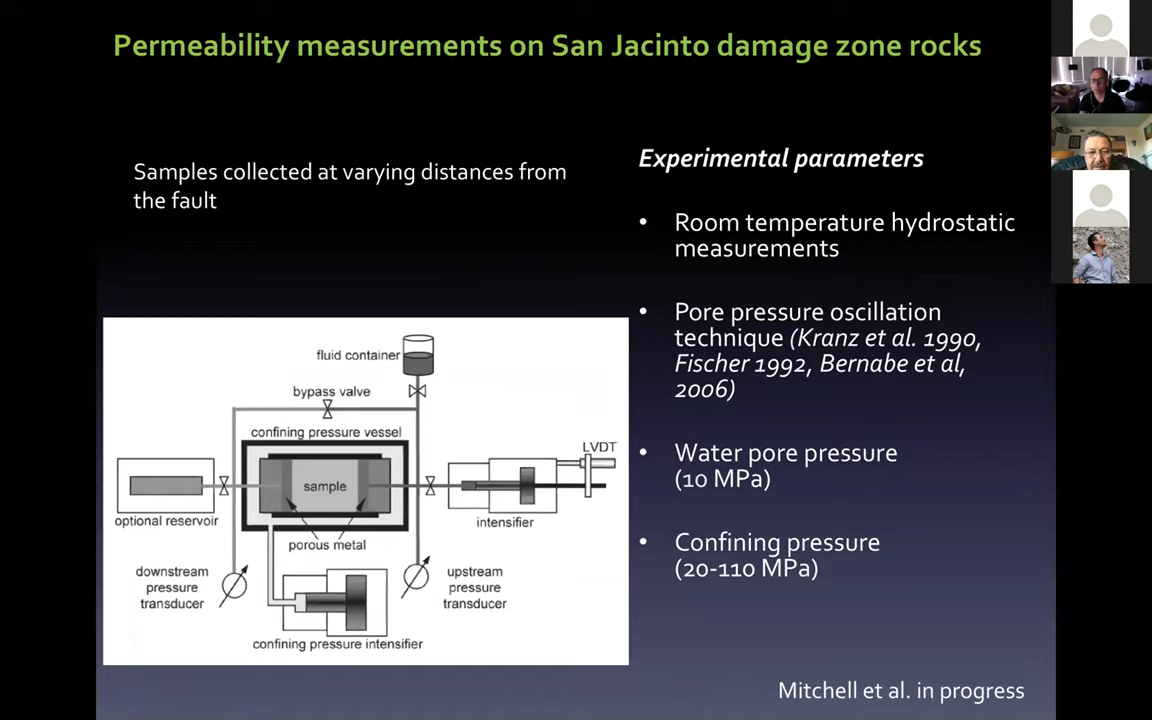 Permeability measurements on San Jacinto damage zone rocks
Samples collected at varying distances from
the fault
Experimental parameters
• Room temperature hydrostatic
measurements
• Pore pressure oscillation
technique (Kranz et al. 1990,
Fischer 1992, Bernabe et al,
2006)
• Water pore pressure
(10 MPa)
• Confining pressure
(20-110 MPa)
fluid container
bypass valve
confining pressure vessel
LVDT
sample
optional reservoir
intensifier
porous metal
downstream
pressure
transducer
upstream
pressure
transducer
confining pressure intensifier
Mitchell et al. in progress